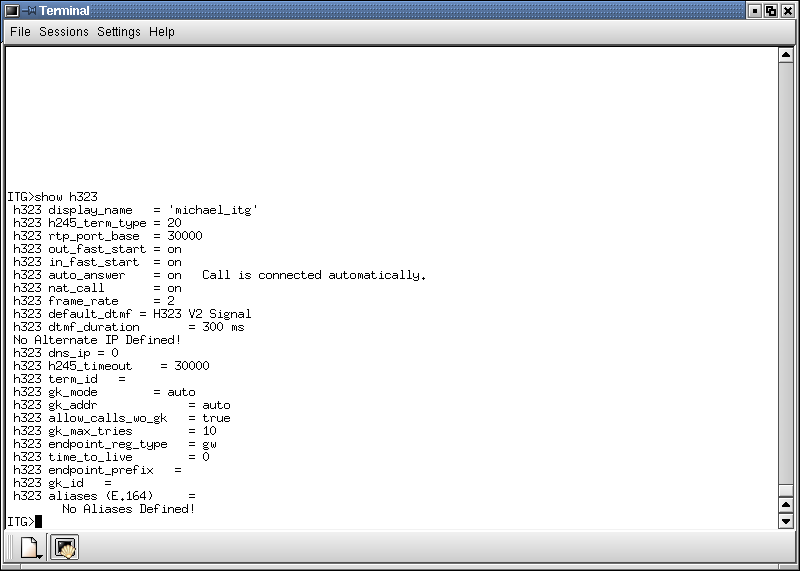 Terminal
File Sessions Settings Help
ITG>show h323
h323 display_name = 'michael_itg'
h323 h245_term_type = 20
h323 rtp_port_base = 30000
h323 out_fast_start = on
h323 in_fast_start = on
h323 auto_answer = on Call is connected automatically.
h323 nat_call = on
h323 frame_rate = 2
h323 default_dtmf = H323 V2 Signal
h323 dtmf_duration = 300 ms
No Alternate IP Defined!
h323 dns_ip = 0
h323 h245_timeout = 30000
h323 term_id =
h323 gk_mode = auto
h323 gk_addr = auto
h323 allow_calls_wo_gk = true
h323 gk_max_tries = 10
h323 endpoint_reg_type = gw
h323 time_to_live = 0
h323 endpoint_prefix =
h323 gk_id =
h323 aliases (E.164) =
No Aliases Defined!
ITG>